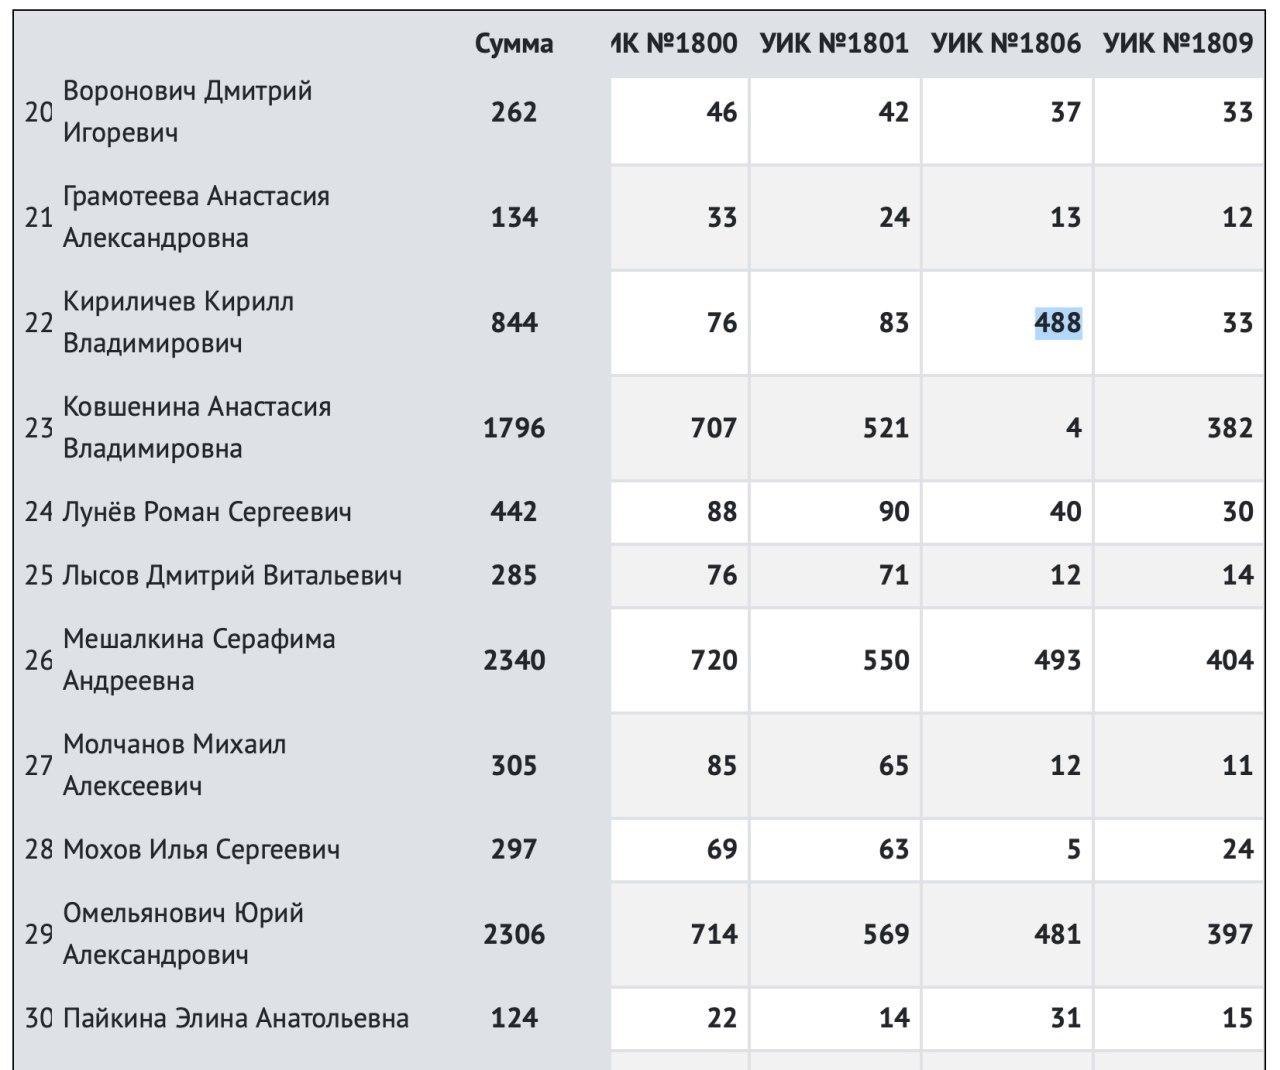 Сумма ИК №1800 УИК №1801 УИК №1806 УИК №1809
Воронович Дмитрий
20 262 46 42 37 33
Игоревич
Грамотеева Анастасия
21 134 33 24 13 12
Александровна
Кириличев Кирилл
22 844 76 83 488 33
Владимирович
Ковшенина Анастасия
23 1796 707 521 4 382
Владимировна
24 Лунёв Роман Сергеевич 442 88 90 40 30
25 Лысов Дмитрий Витальевич 285 76 71 12 14
Мешалкина Серафима
26 2340 720 550 493 404
Андреевна
Молчанов Михаил
27 305 85 65 12 11
Алексеевич
28 Мохов Илья Сергеевич 297 69 63 5 24
Омельянович Юрий
29 2306 714 569 481 397
Александрович
30 Пайкина Элина Анатольевна 124 22 14 31 15